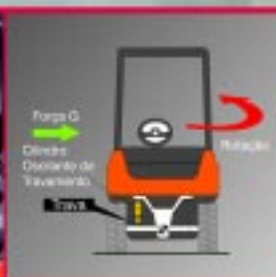 Força G
Cilindro
Oscilante de
Travamento
Rotação
Trava